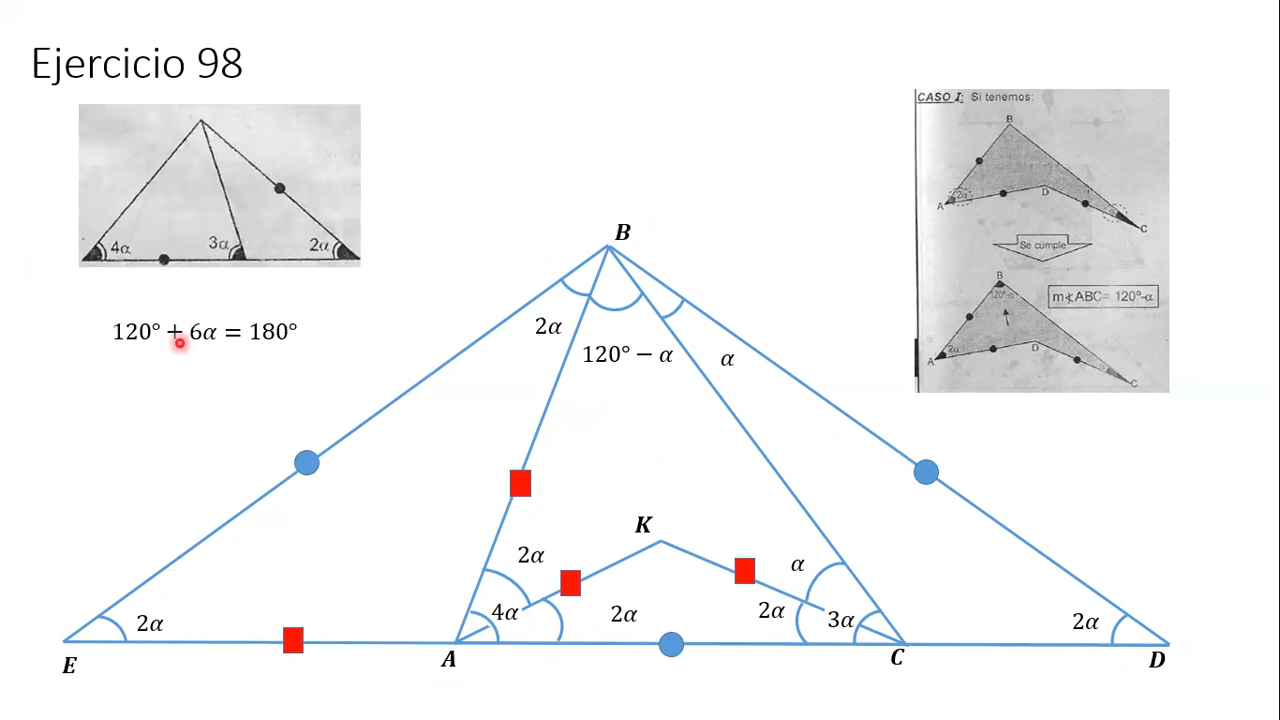 Ejercicio 98
4α
3α
2α
120° + 6α = 180°
CASO I: Si tenemos:
B
2α
A
D
C
Se cumple
B
120°-α
m∢ABC= 120°-α
2α
A
D
C
B
2α
120° − α
α
K
2α
α
4α
2α
2α
3α
2α
2α
E
A
C
D